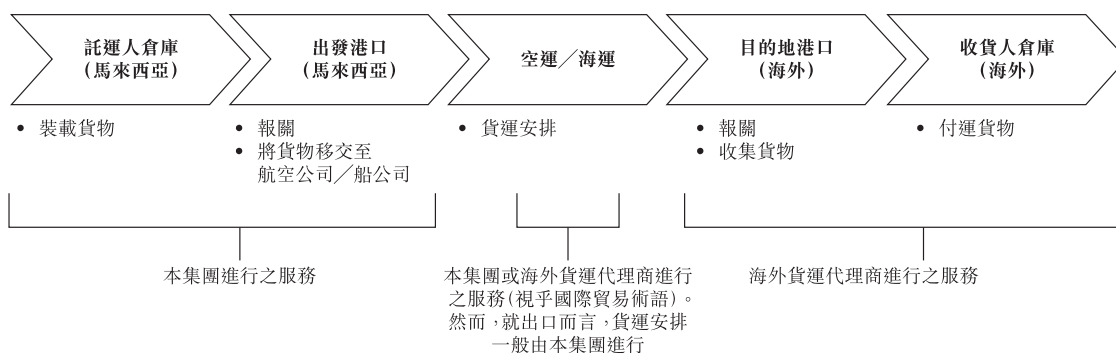 託運人倉庫
(馬來西亞)
出發港口
(馬來西亞)
空運／海運
目的地港口
(海外)
收貨人倉庫
(海外)
• 裝載貨物
• 報關
• 將貨物移交至
航空公司／船公司
• 貨運安排
• 報關
• 收集貨物
• 付運貨物
本集團進行之服務
本集團或海外貨運代理商進行
之服務(視乎國際貿易術語)。
然而，就出口而言，貨運安排
一般由本集團進行
海外貨運代理商進行之服務